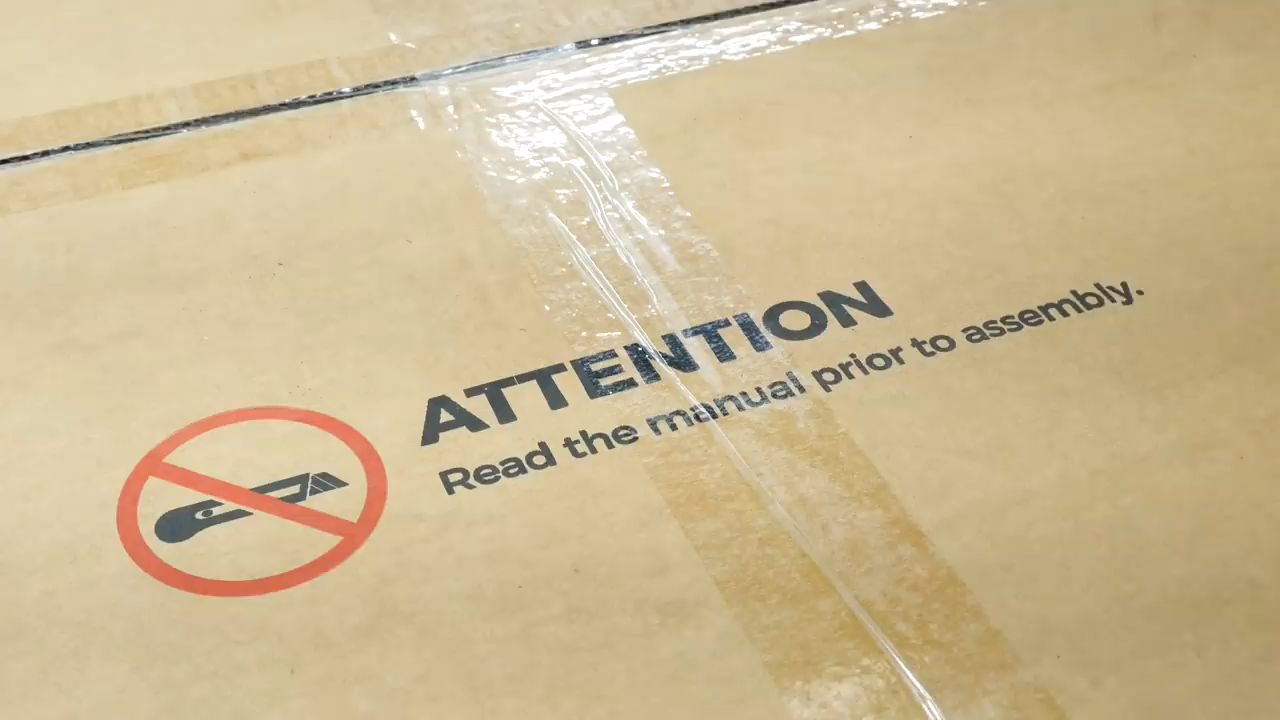 ATTENTION
Read the manual prior to assembly.